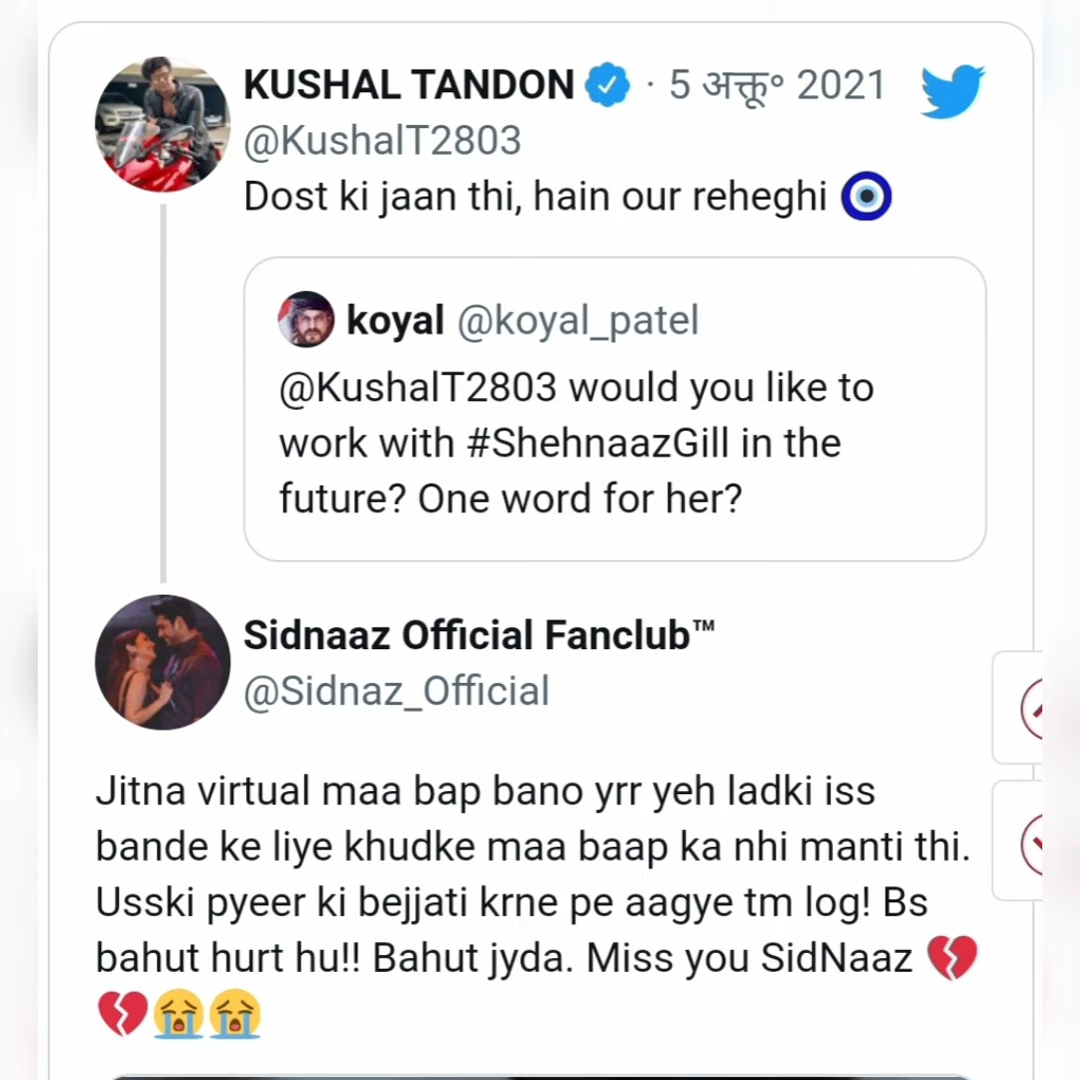 KUSHAL TANDON · 5 अक्तू॰ 2021
@KushalT2803
Dost ki jaan thi, hain our reheghi 🧿
koyal @koyal_patel
@KushalT2803 would you like to
work with #ShehnaazGill in the
future? One word for her?
Sidnaaz Official Fanclub™
@Sidnaz_Official
Jitna virtual maa bap bano yrr yeh ladki iss
bande ke liye khudke maa baap ka nhi manti thi.
Usski pyeer ki bejjati krne pe aagye tm log! Bs
bahut hurt hu!! Bahut jyda. Miss you SidNaaz 💔
💔😭😭